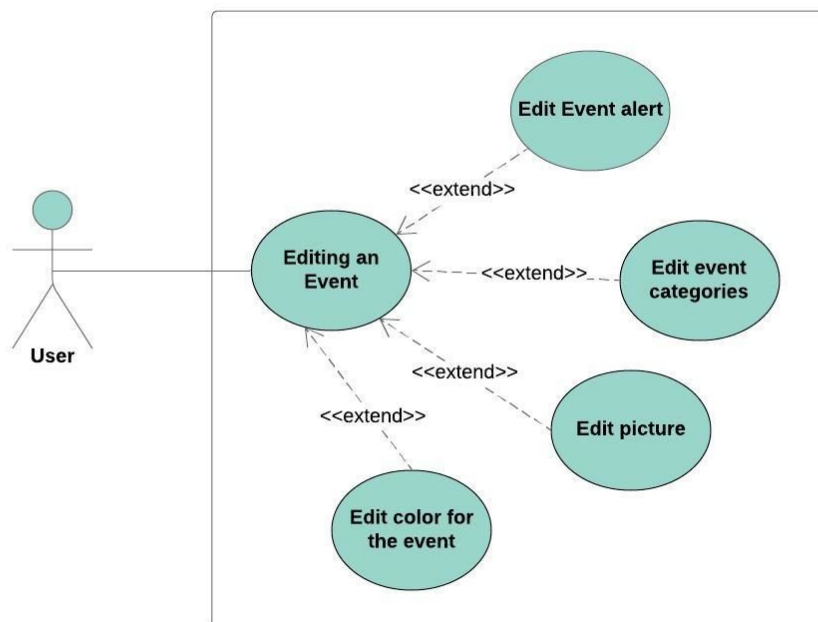 Edit Event alert
<<extend>>
Editing an
Event
<<extend>>
Edit event
categories
User
<<extend>>
<<extend>>
Edit picture
Edit color for
the event